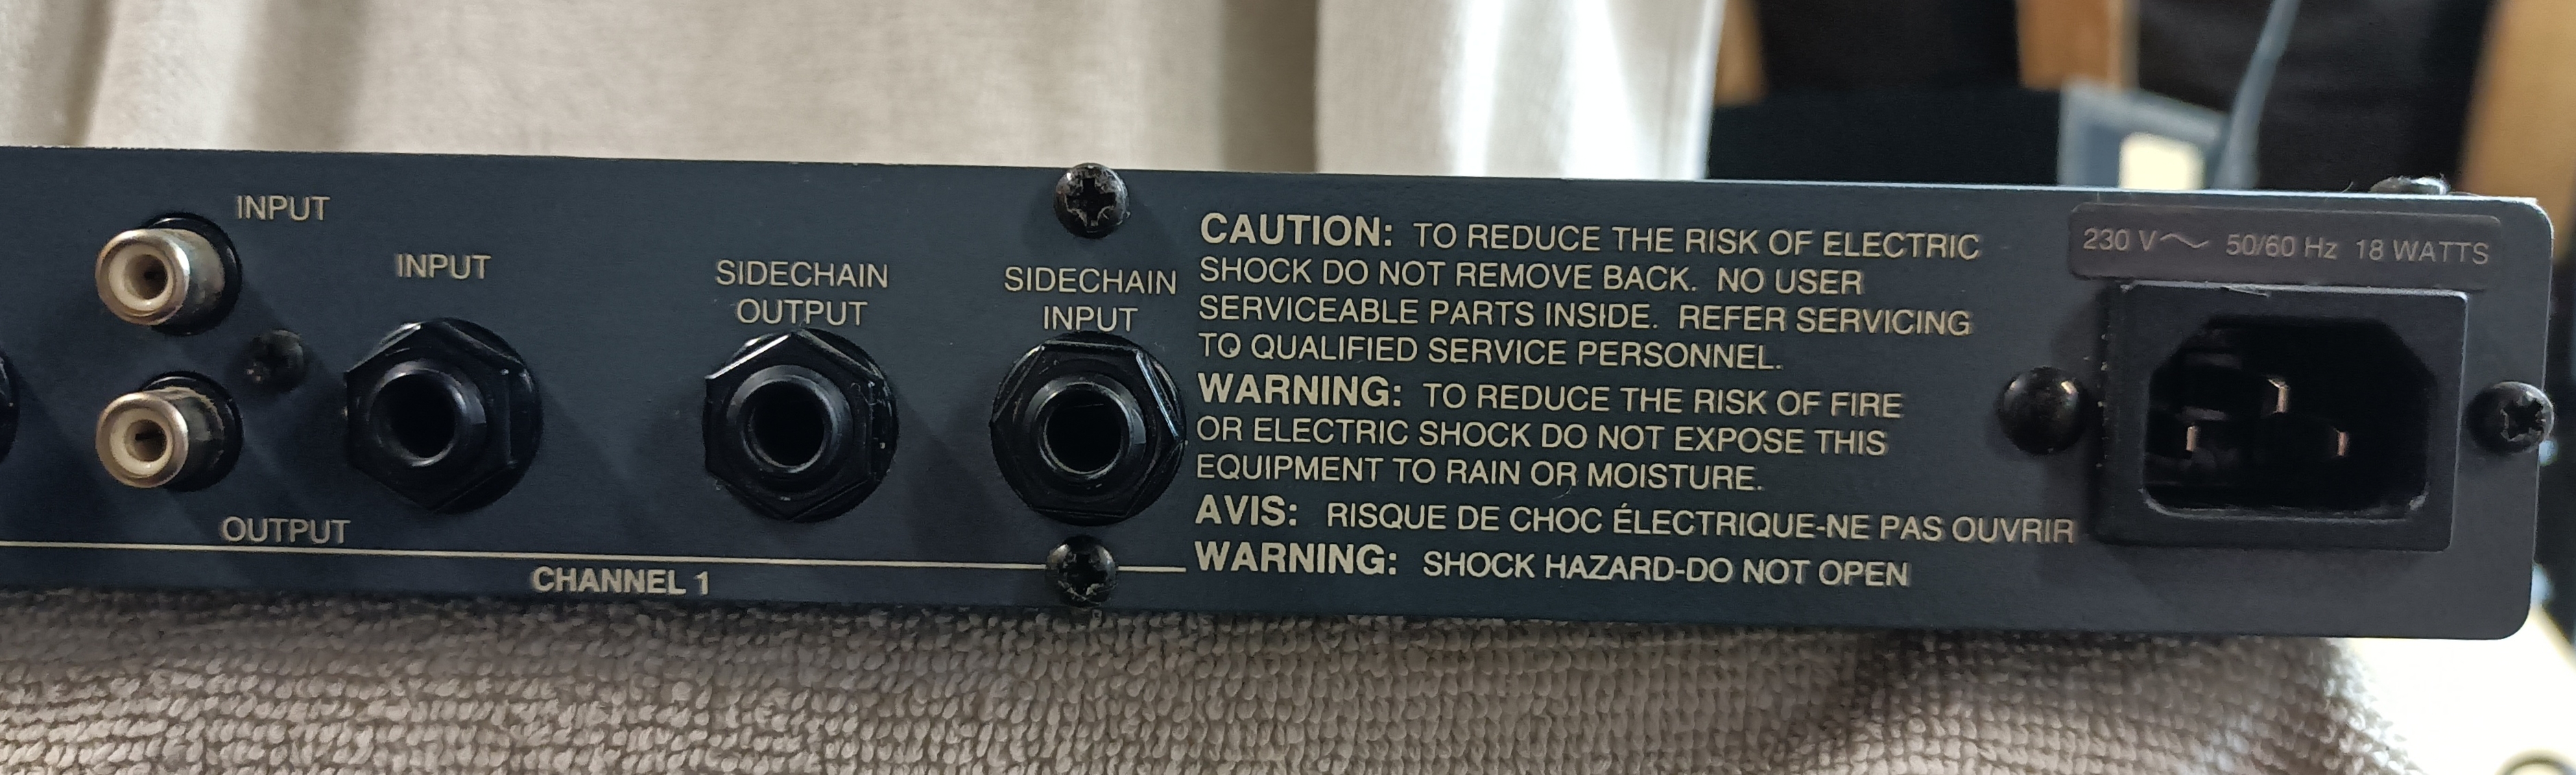 INPUT
INPUT
OUTPUT
SIDECHAIN
OUTPUT
SIDECHAIN
INPUT
CHANNEL 1
CAUTION: TO REDUCE THE RISK OF ELECTRIC
SHOCK DO NOT REMOVE BACK. NO USER
SERVICEABLE PARTS INSIDE. REFER SERVICING
TO QUALIFIED SERVICE PERSONNEL.
WARNING: TO REDUCE THE RISK OF FIRE
OR ELECTRIC SHOCK DO NOT EXPOSE THIS
EQUIPMENT TO RAIN OR MOISTURE.
AVIS: RISQUE DE CHOC ÉLECTRIQUE-NE PAS OUVRIR
WARNING: SHOCK HAZARD-DO NOT OPEN
230 V~ 50/60 Hz 18 WATTS